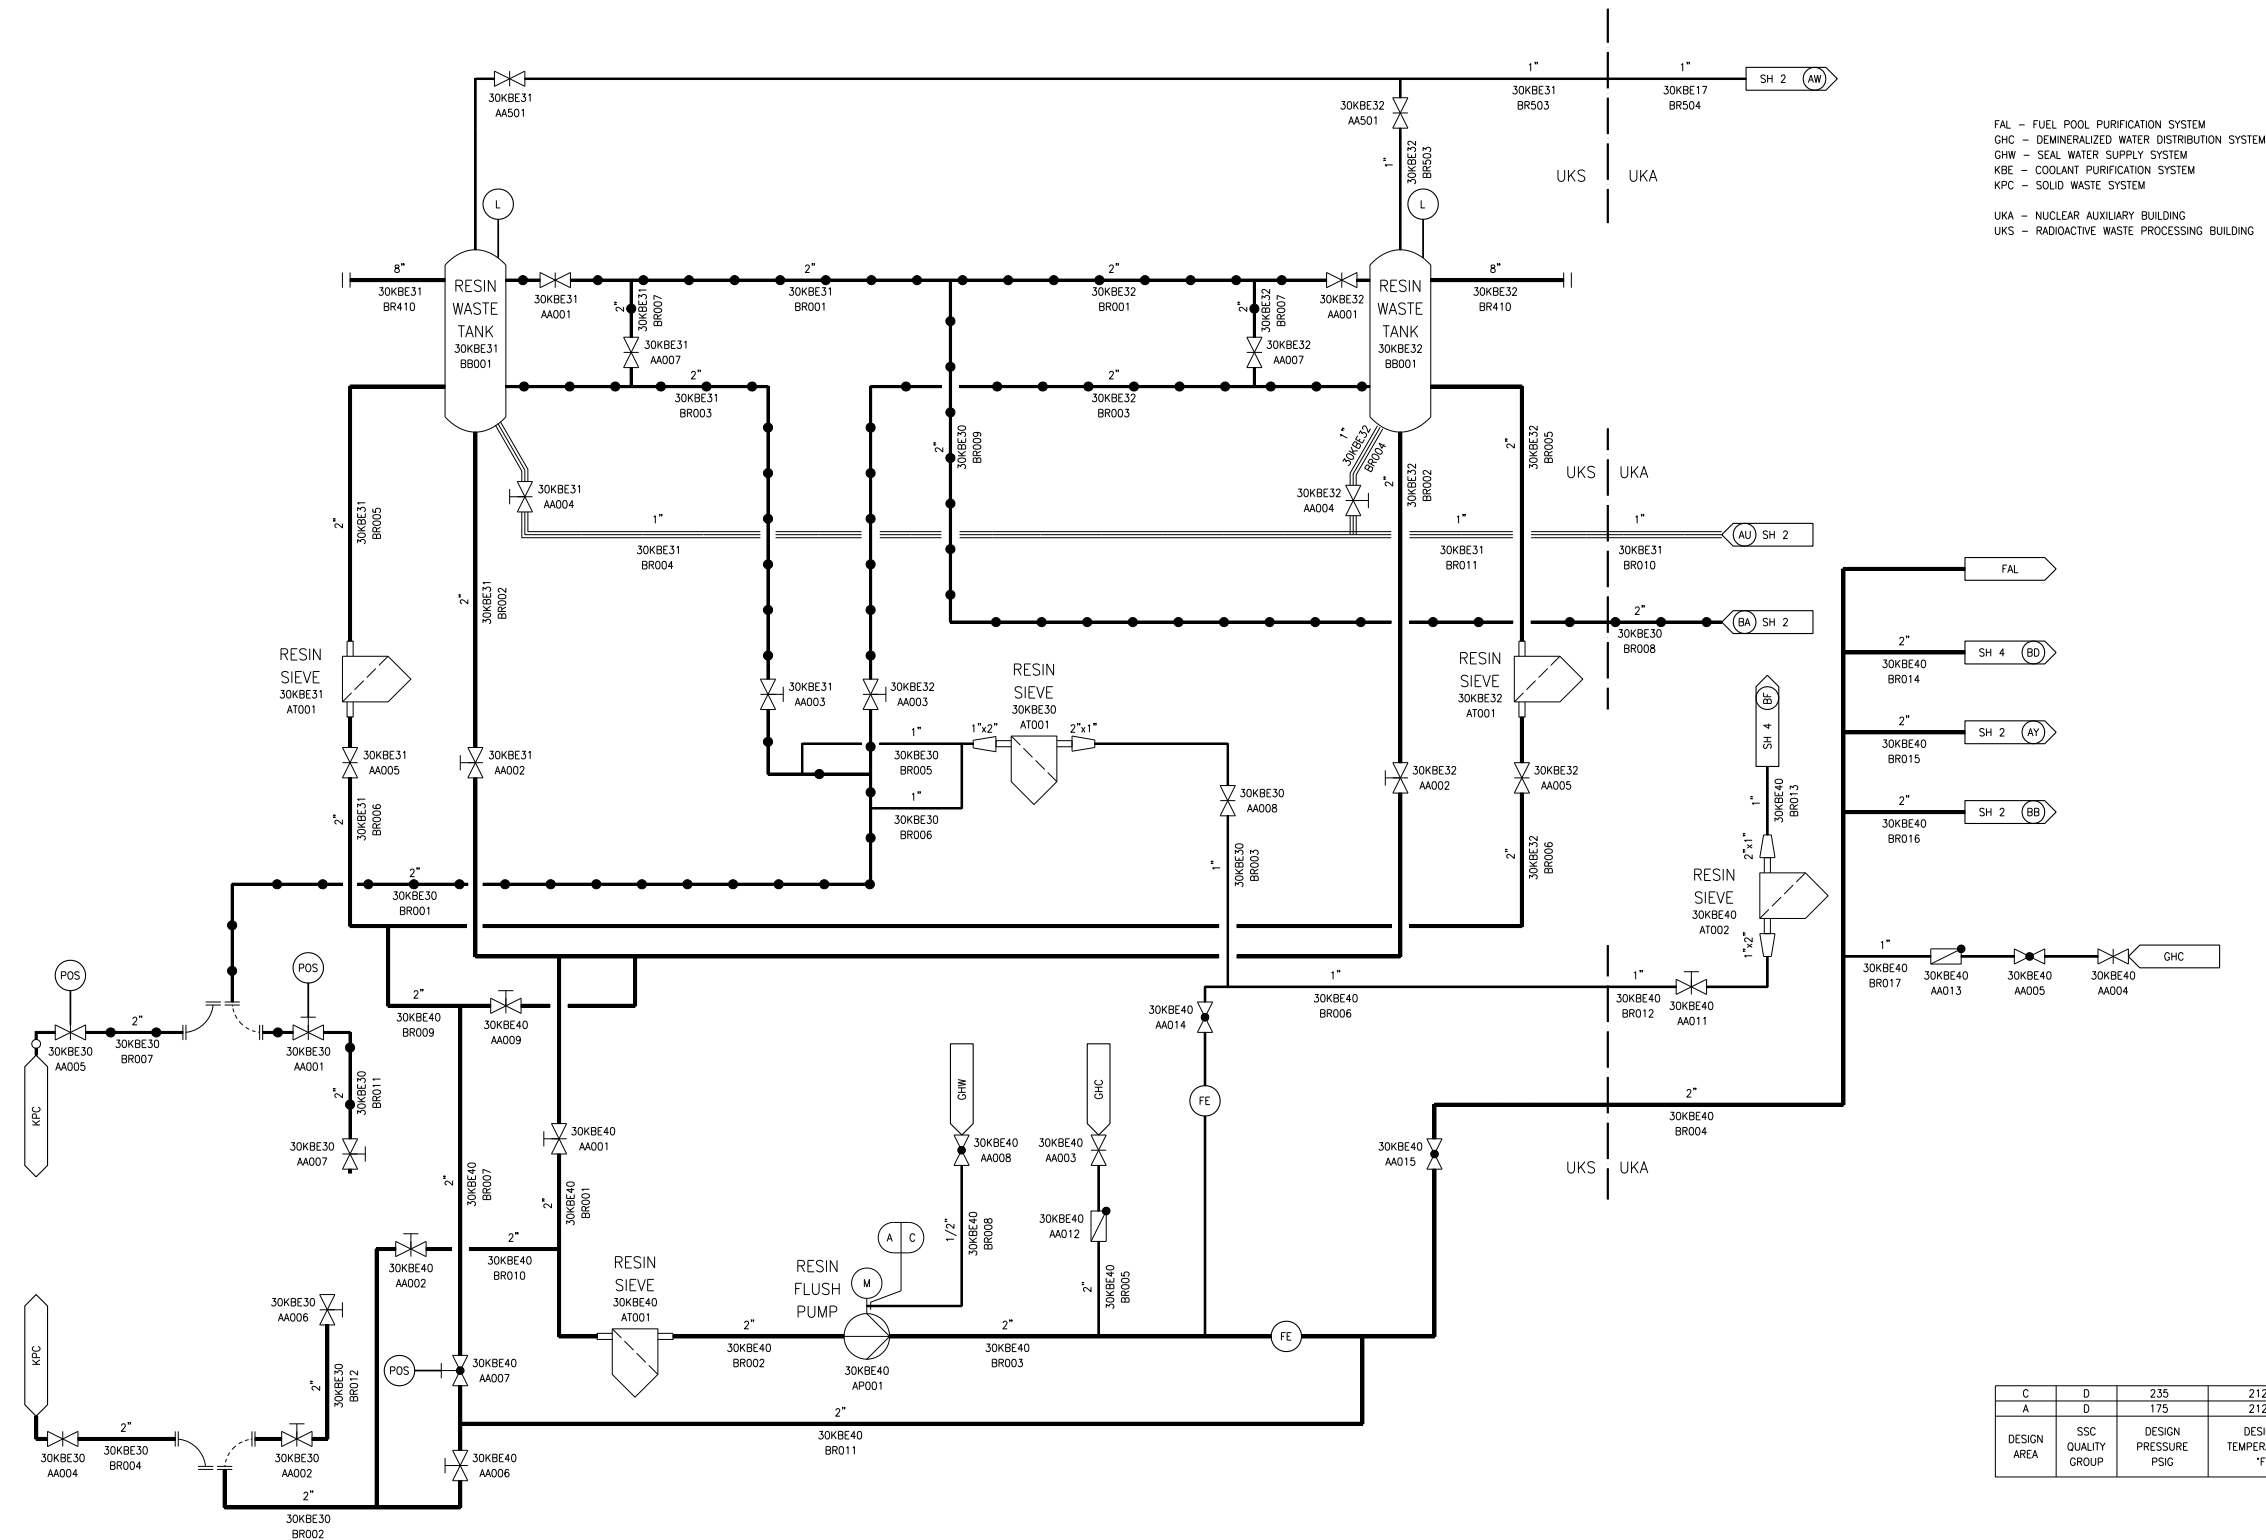 1"
1"
SH 2
AW
30KBE31
AA501
30KBE31
BR503
30KBE17
BR504
30KBE32
AA501
1"
30KBE32
BR503
UKS
UKA
FAL – FUEL POOL PURIFICATION SYSTEM
GHC – DEMINERALIZED WATER DISTRIBUTION SYSTEM
GHW – SEAL WATER SUPPLY SYSTEM
KBE – COOLANT PURIFICATION SYSTEM
KPC – SOLID WASTE SYSTEM
UKA – NUCLEAR AUXILIARY BUILDING
UKS – RADIOACTIVE WASTE PROCESSING BUILDING
L
L
8"
30KBE31
BR410
RESIN
WASTE
TANK
30KBE31
BB001
30KBE31
AA001
2"
30KBE31
BR007
2"
30KBE31
BR001
2"
30KBE32
BR001
2"
30KBE32
BR007
30KBE32
AA001
RESIN
WASTE
TANK
30KBE32
BB001
8"
30KBE32
BR410
30KBE31
AA007
30KBE32
AA007
2"
30KBE31
BR003
2"
30KBE32
BR003
2"
30KBE30
BR009
1"
30KBE32
BR004
2"
30KBE32
BR002
2"
30KBE32
BR005
UKS
UKA
30KBE31
AA004
30KBE32
AA004
2"
30KBE31
BR005
1"
30KBE31
BR004
1"
30KBE31
BR011
1"
30KBE31
BR010
AU
SH 2
FAL
2"
30KBE31
BR002
2"
30KBE30
BR008
BA
SH 2
RESIN
SIEVE
30KBE31
AT001
RESIN
SIEVE
30KBE30
AT001
RESIN
SIEVE
30KBE32
AT001
2"
30KBE40
BR014
SH 4
BD
30KBE31
AA003
30KBE32
AA003
SH 4
BF
2"
30KBE40
BR015
SH 2
AY
1"
30KBE30
BR005
1"x2"
2"x1"
30KBE31
AA005
30KBE31
AA002
30KBE32
AA002
30KBE32
AA005
1"
30KBE40
BR013
2"
30KBE40
BR016
SH 2
BB
1"
30KBE30
BR006
30KBE30
AA008
2"
30KBE31
BR006
1"
30KBE30
BR003
2"
30KBE32
BR006
2"x1"
RESIN
SIEVE
30KBE40
AT002
1"x2"
2"
30KBE30
BR001
1"
30KBE40
BR017
30KBE40
AA013
30KBE40
AA005
30KBE40
AA004
GHC
POS
POS
2"
30KBE40
BR009
30KBE40
AA009
30KBE40
AA014
1"
30KBE40
BR006
1"
30KBE40
BR012
30KBE40
AA011
30KBE30
AA005
2"
30KBE30
BR007
30KBE30
AA001
2"
30KBE30
BR011
KPC
30KBE30
AA007
GHW
GHC
FE
2"
30KBE40
BR004
30KBE40
AA001
30KBE40
AA008
30KBE40
AA003
30KBE40
AA015
UKS
UKA
2"
30KBE40
BR007
2"
30KBE40
BR001
1/2"
30KBE40
BR008
30KBE40
AA012
A
C
30KBE40
AA002
2"
30KBE40
BR010
RESIN
SIEVE
30KBE40
AT001
RESIN
FLUSH
PUMP
M
2"
30KBE40
BR005
30KBE30
AA006
2"
30KBE40
BR002
30KBE40
AP001
2"
30KBE40
BR003
FE
KPC
2"
30KBE30
BR012
POS
30KBE40
AA007
2"
30KBE40
BR011
30KBE30
AA004
2"
30KBE30
BR004
30KBE30
AA002
30KBE40
AA006
2"
30KBE30
BR002
C D 235 212
A D 175 212
DESIGN
AREA
SSC
QUALITY
GROUP
DESIGN
PRESSURE
PSIG
DESI
TEMPER
°F